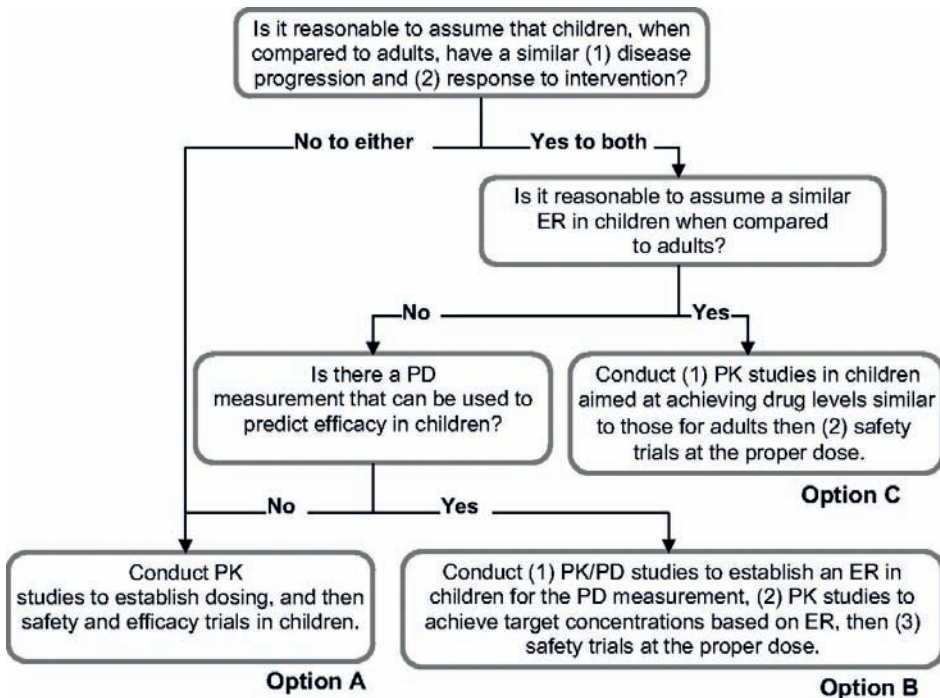 Is it reasonable to assume that children, when
compared to adults, have a similar (1) disease
progression and (2) response to intervention?
No to either
Yes to both
Is it reasonable to assume a similar
ER in children when compared
to adults?
No
Yes
Is there a PD
measurement that can be used to
predict efficacy in children?
Conduct (1) PK studies in children
aimed at achieving drug levels similar
to those for adults then (2) safety
trials at the proper dose.
Option C
No
Yes
Conduct PK
studies to establish dosing, and then
safety and efficacy trials in children.
Option A
Conduct (1) PK/PD studies to establish an ER in
children for the PD measurement, (2) PK studies to
achieve target concentrations based on ER, then (3)
safety trials at the proper dose.
Option B